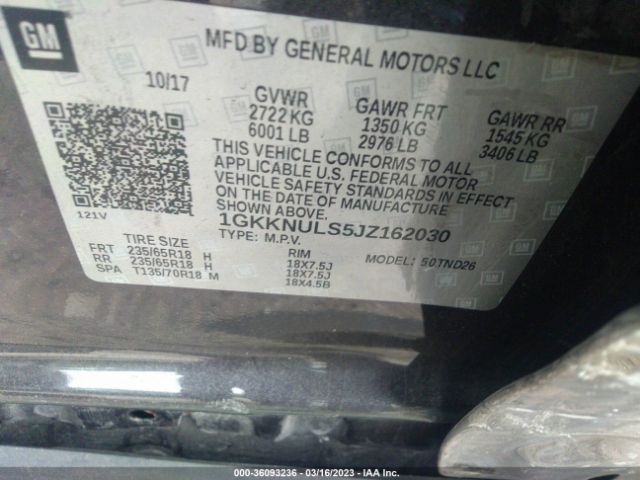 GM
MFD BY GENERAL MOTORS LLC
10/17
GVWR
2722 KG
6001 LB
GAWR FRT
1350 KG
2976 LB
GAWR RR
1545 KG
3406 LB
THIS VEHICLE CONFORMS TO ALL
APPLICABLE U.S. FEDERAL MOTOR
VEHICLE SAFETY STANDARDS IN EFFECT
ON THE DATE OF MANUFACTURE
SHOWN ABOVE.
121V
1GKKNULS5JZ162030
TYPE: M.P.V.
MODEL: 50TND26
TIRE SIZE RIM
FRT 235/65R18 H 18X7.5J
RR 235/65R18 H 18X7.5J
SPA T135/70R18 M 18X4.5B
000-36093236 - 03/16/2023 - IAA Inc.